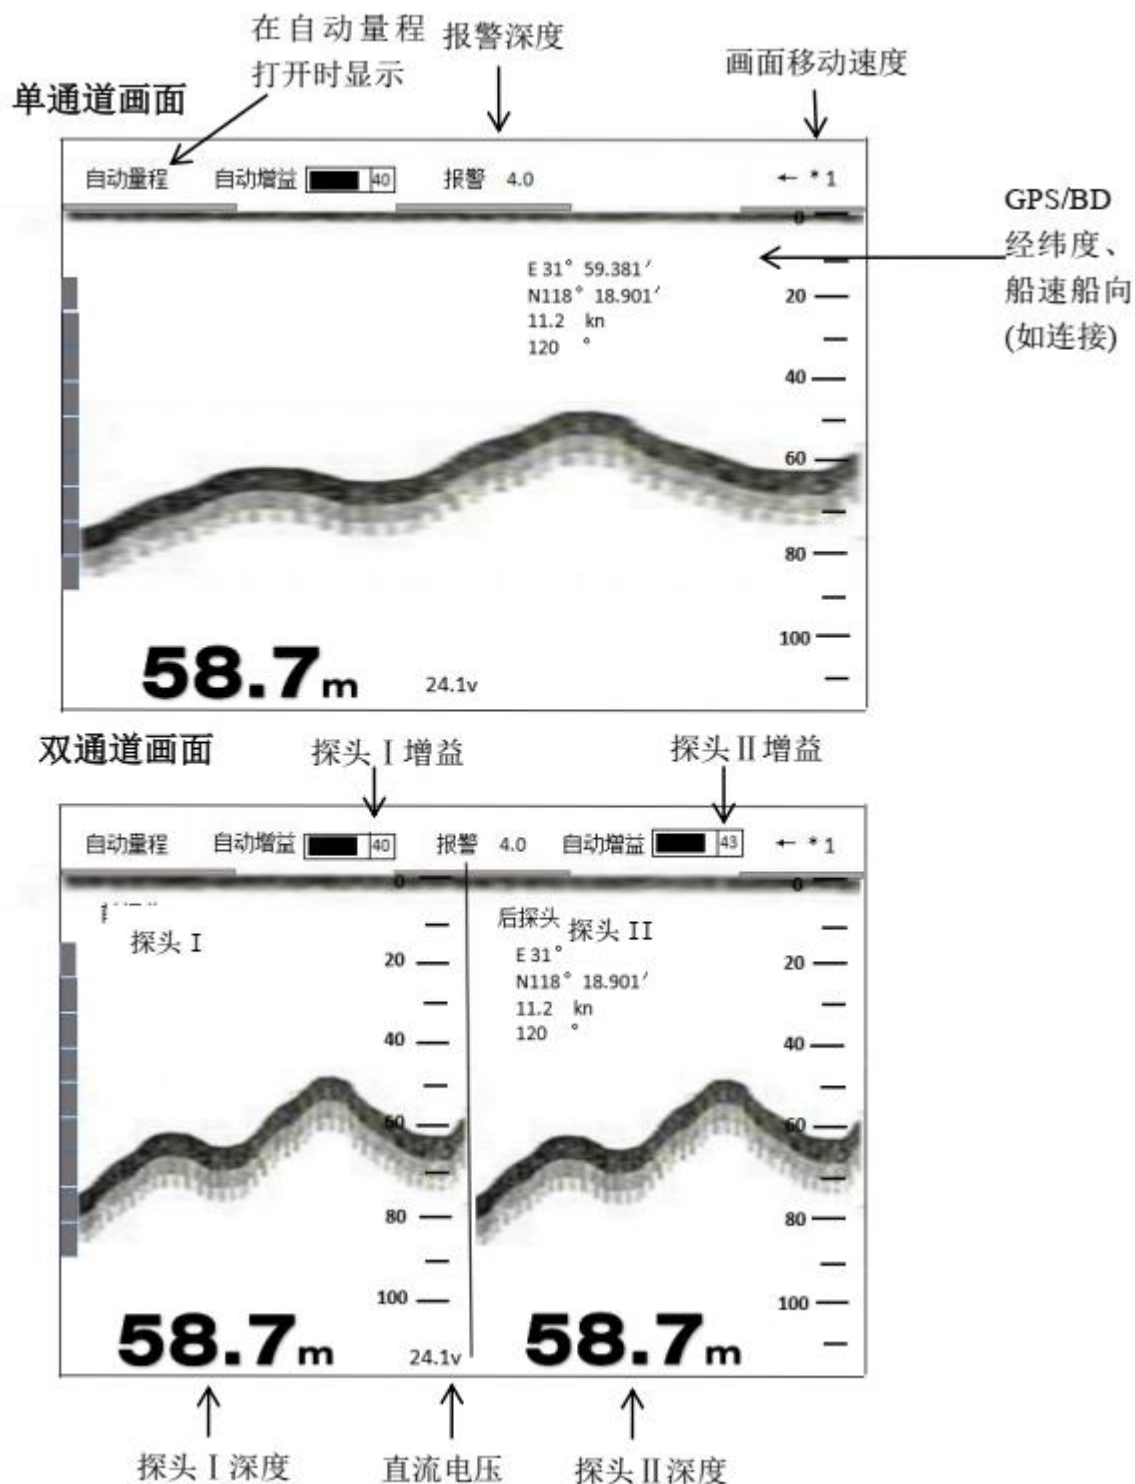 在自动量程
打开时显示
报警深度
画面移动速度
单通道画面
自动量程 自动增益 40 报警 4.0 ← * 1
GPS/BD
经纬度、
船速船向
(如连接)
0
E 31° 59.381′
N118° 18.901′
11.2 kn
120 °
20
40
60
80
100
58.7m 24.1v
双通道画面
探头Ⅰ增益
探头Ⅱ增益
自动量程 自动增益 40 报警 4.0 自动增益 43 ← * 1
0
探头 I
20
40
60
80
100
58.7m 24.1v
0
后探头 探头 II
E 31°
N118° 18.901′
11.2 kn
120 °
20
40
60
80
100
58.7m
探头Ⅰ深度
直流电压
探头Ⅱ深度